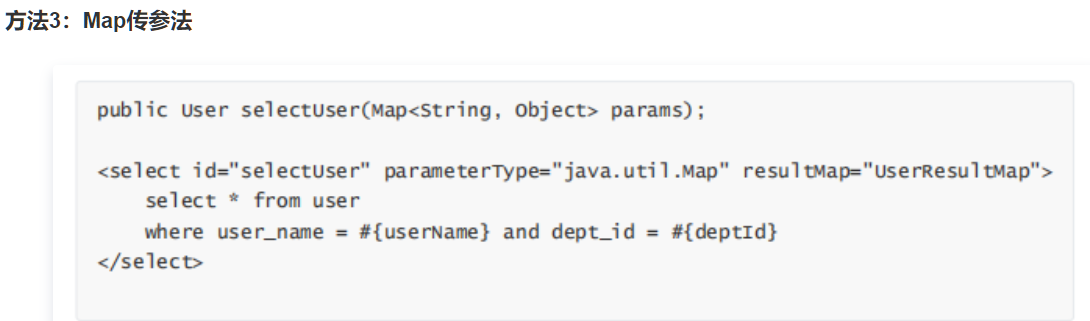 方法3：Map传参法
public User selectUser(Map<String, Object> params);
<select id="selectUser" parameterType="java.util.Map" resultMap="UserResultMap">
select * from user
where user_name = #{userName} and dept_id = #{deptId}
</select>